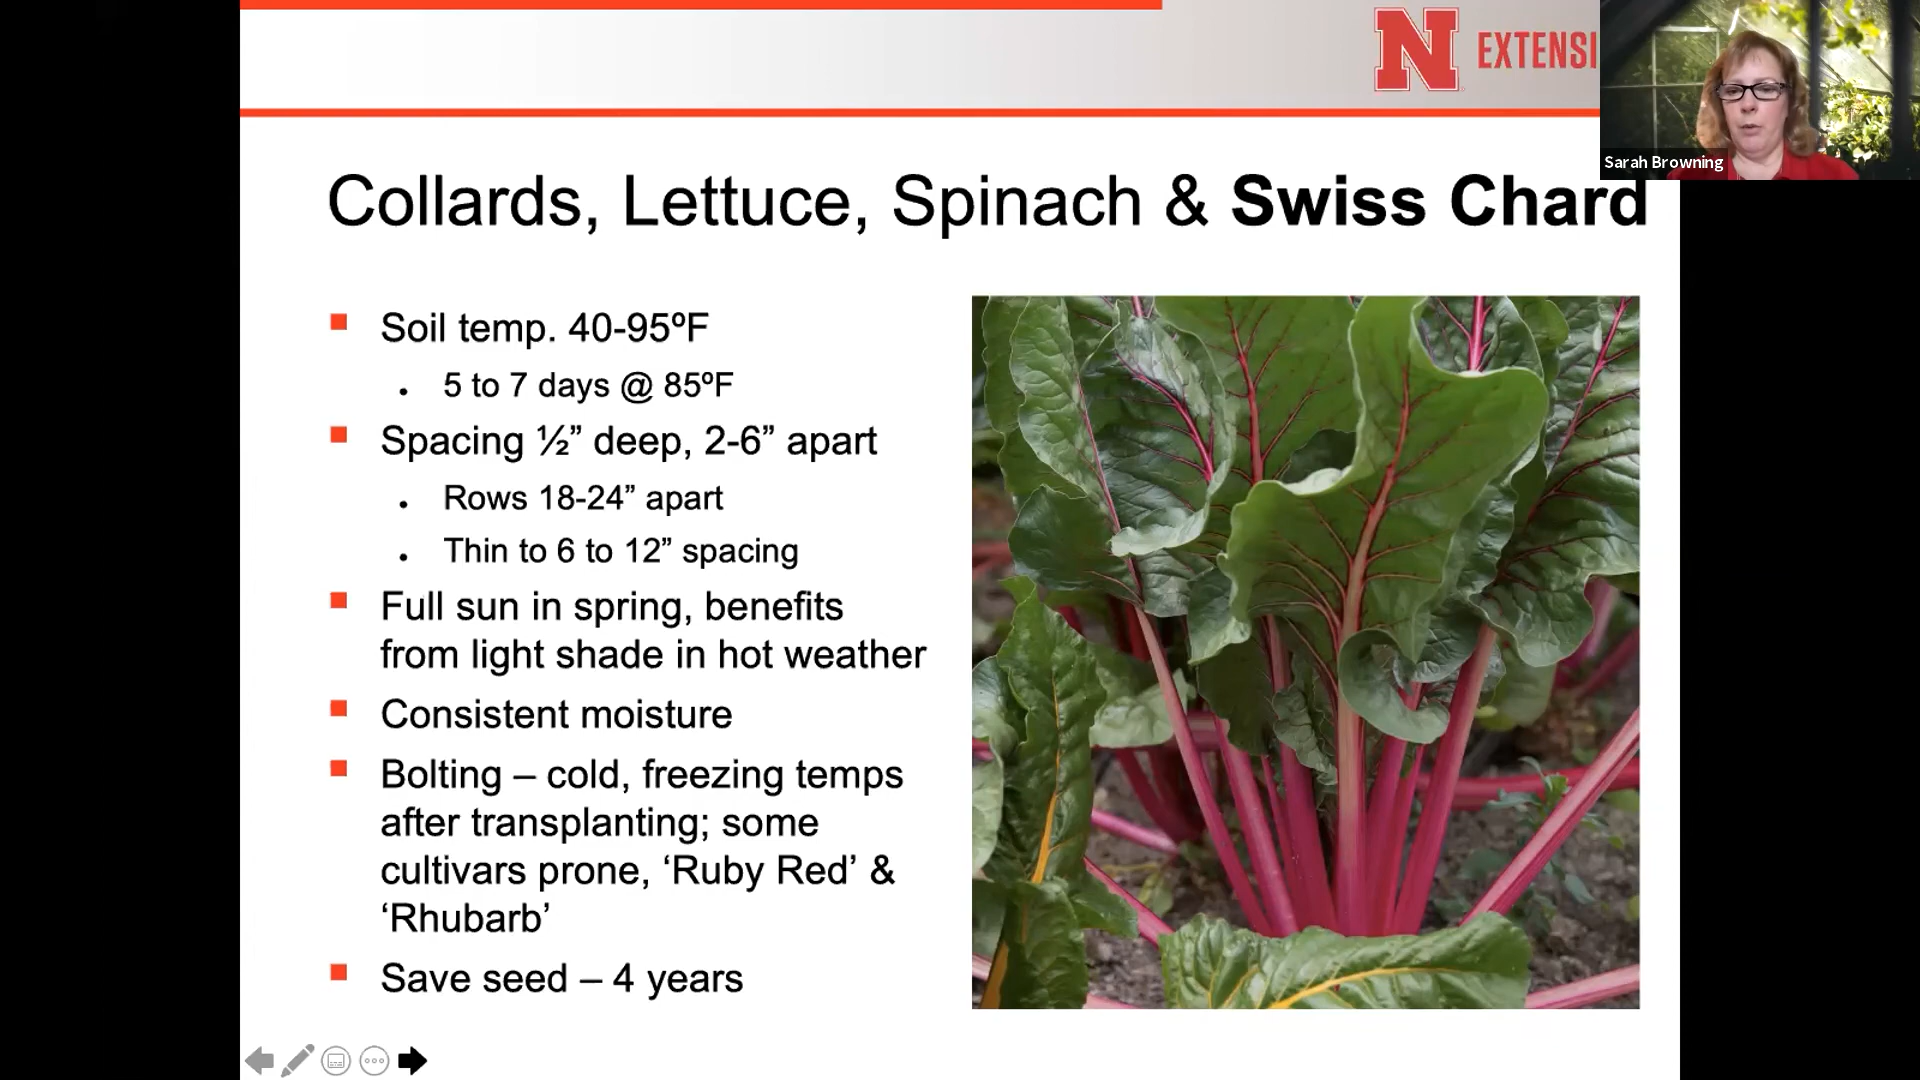 N EXTENSI
Sarah Browning
Collards, Lettuce, Spinach & Swiss Chard
Soil temp. 40-95ºF
5 to 7 days @ 85ºF
Spacing ½” deep, 2-6” apart
Rows 18-24” apart
Thin to 6 to 12” spacing
Full sun in spring, benefits
from light shade in hot weather
Consistent moisture
Bolting – cold, freezing temps
after transplanting; some
cultivars prone, ‘Ruby Red’ &
‘Rhubarb’
Save seed – 4 years